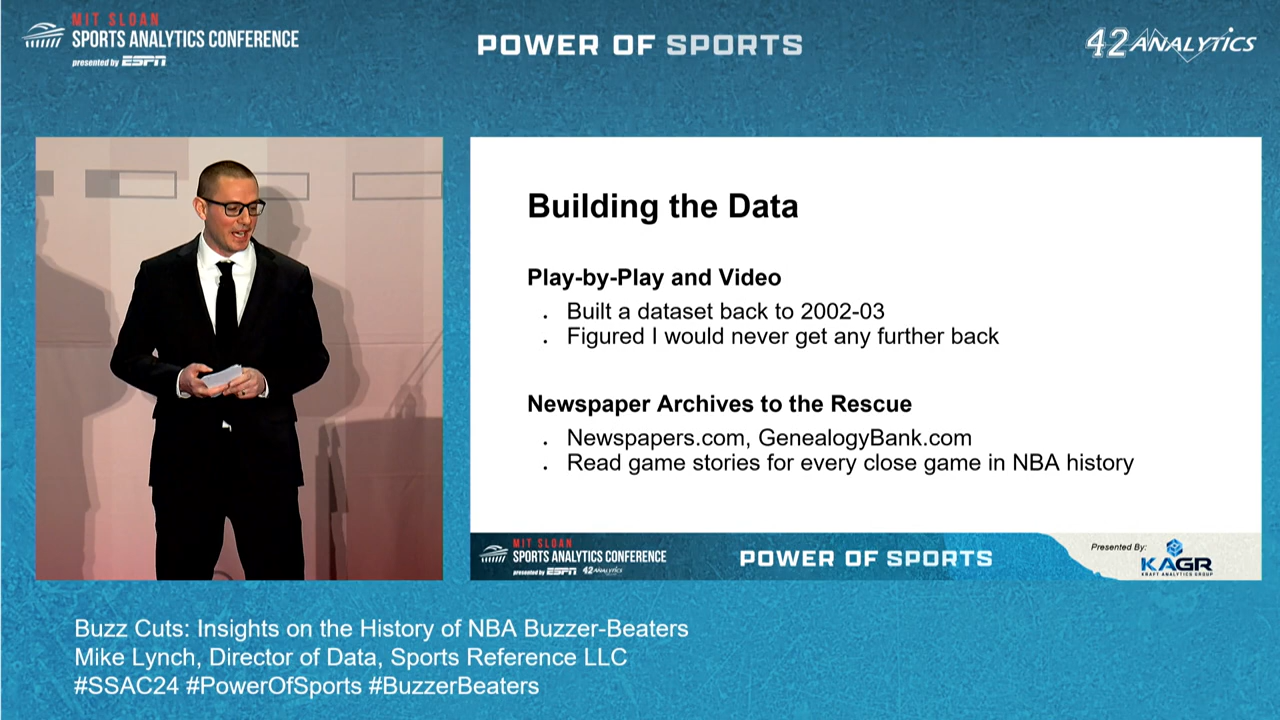 MIT SLOAN
SPORTS ANALYTICS CONFERENCE
presented by ESPN
POWER OF SPORTS
42 ANALYTICS
Building the Data
Play-by-Play and Video
. Built a dataset back to 2002-03
. Figured I would never get any further back
Newspaper Archives to the Rescue
. Newspapers.com, GenealogyBank.com
. Read game stories for every close game in NBA history
MIT SLOAN
SPORTS ANALYTICS CONFERENCE
presented by ESPN 42 ANALYTICS
POWER OF SPORTS
Presented By:
KAGR
KRAFT ANALYTICS GROUP
Buzz Cuts: Insights on the History of NBA Buzzer-Beaters
Mike Lynch, Director of Data, Sports Reference LLC
#SSAC24 #PowerOfSports #BuzzerBeaters